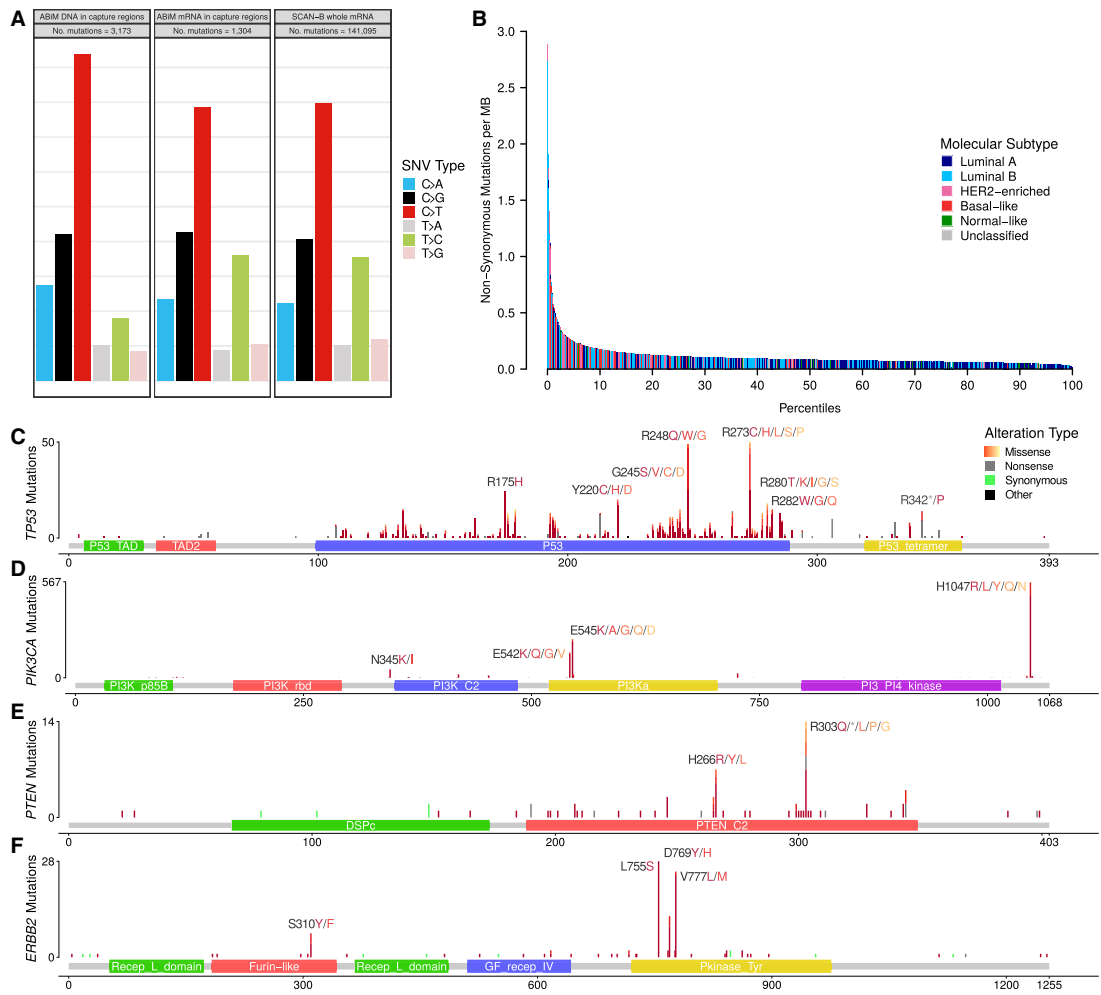 A
ABiM DNA in capture regions
No. mutations = 3,173
ABiM mRNA in capture regions
No. mutations = 1,304
SCAN−B whole mRNA
No. mutations = 141,095
SNV Type
C>A
C>G
C>T
T>A
T>C
T>G
B
Non−Synonymous Mutations per MB
3.0
2.5
2.0
1.5
1.0
0.5
0.0
0 10 20 30 40 50 60 70 80 90 100
Percentiles
Molecular Subtype
Luminal A
Luminal B
HER2−enriched
Basal−like
Normal−like
Unclassified
C
TP53 Mutations
50
0
R175H
Y220C/H/D
G245S/V/C/D
R248Q/W/G
R273C/H/L/S/P
R280T/K/I/G/S
R282W/G/Q
R342*/P
Alteration Type
Missense
Nonsense
Synonymous
Other
P53_TAD
TAD2
P53
P53_tetramer
0 100 200 300 393
D
PIK3CA Mutations
567
0
N345K/I
E542K/Q/G/V
E545K/A/G/Q/D
H1047R/L/Y/Q/N
PI3K_p85B
PI3K_rbd
PI3K_C2
PI3Ka
PI3_PI4_kinase
0 250 500 750 1000 1068
E
PTEN Mutations
14
0
H266R/Y/L
R303Q/*/L/P/G
DSPc
PTEN_C2
0 100 200 300 403
F
ERBB2 Mutations
28
0
S310Y/F
L755S
D769Y/H
V777L/M
Recep_L_domain
Furin−like
Recep_L_domain
GF_recep_IV
Pkinase_Tyr
0 300 600 900 1200 1255